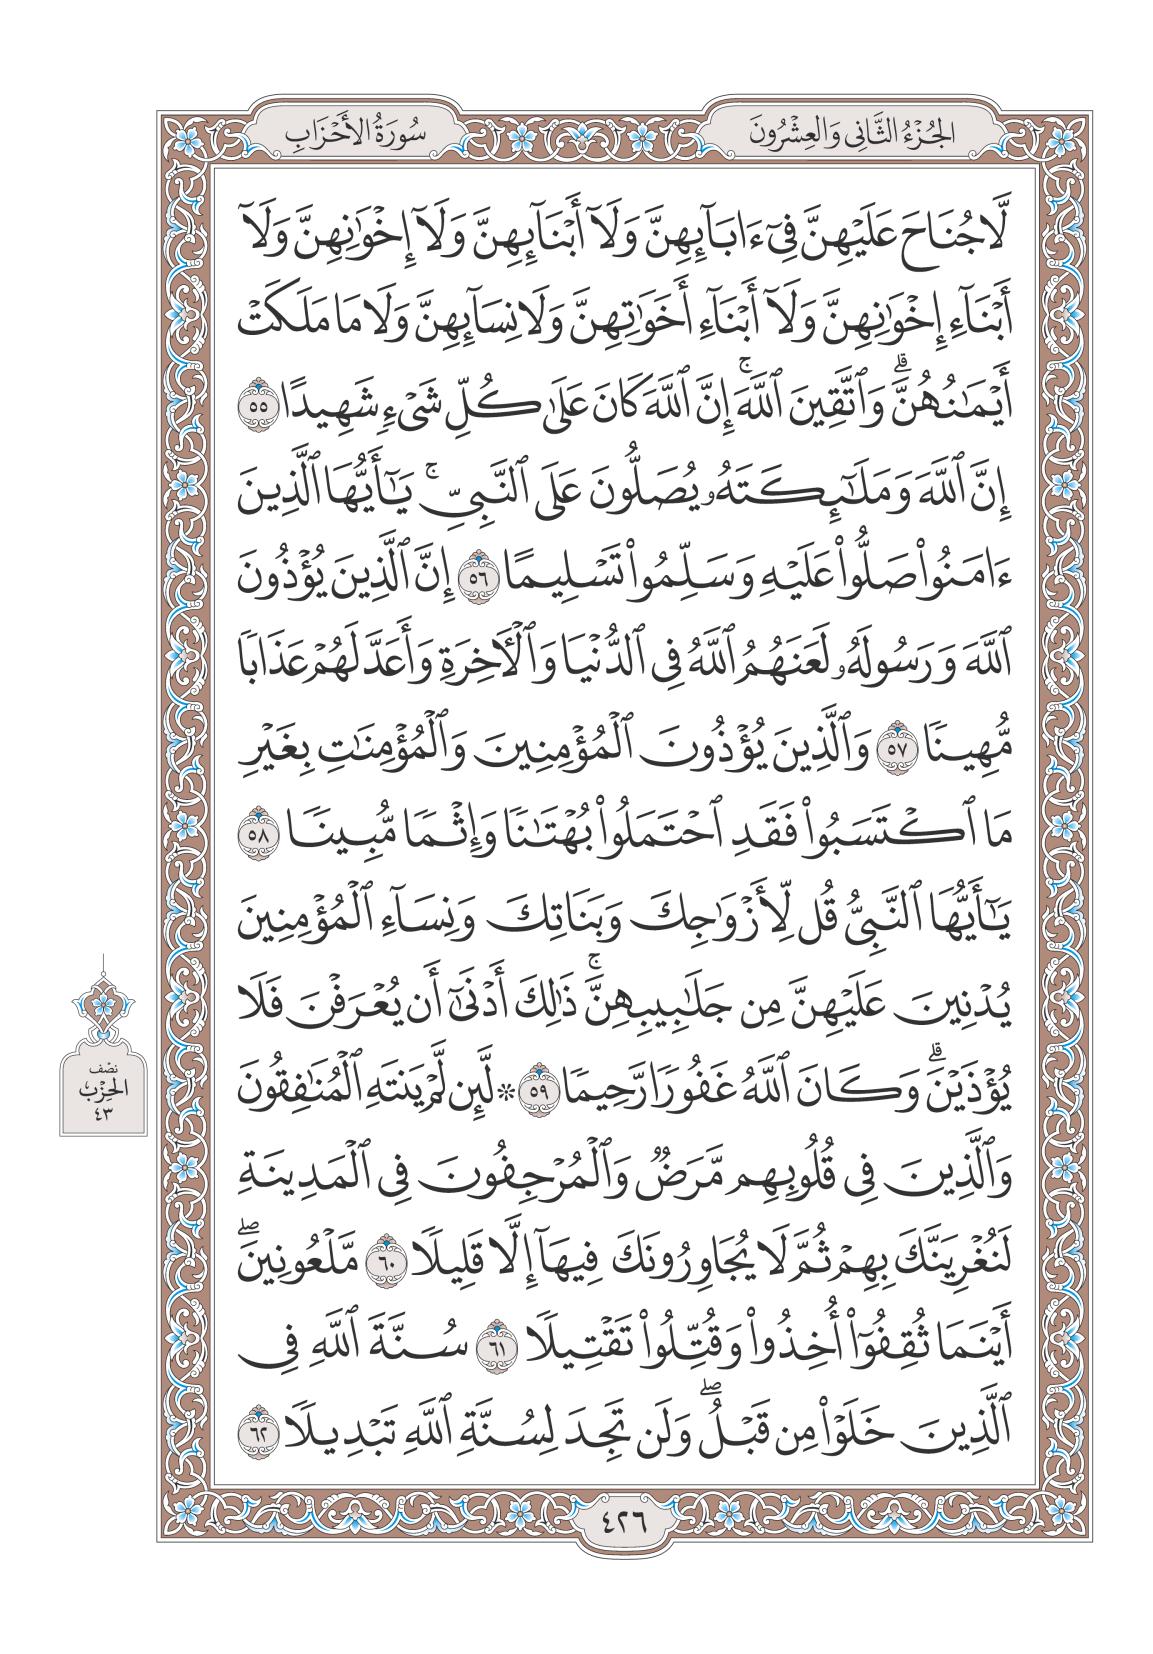 الجُزْءُ الثَّانِي وَالعِشْرُونَ
سُورَةُ الأَحْزَابِ
لَّا جُنَاحَ عَلَيْهِنَّ فِىٓ ءَابَآئِهِنَّ وَلَآ أَبْنَآئِهِنَّ وَلَآ إِخْوَٰنِهِنَّ وَلَآ
أَبْنَآءِ إِخْوَٰنِهِنَّ وَلَآ أَبْنَآءِ أَخَوَٰتِهِنَّ وَلَا نِسَآئِهِنَّ وَلَا مَا مَلَكَتْ
أَيْمَٰنُهُنَّۗ وَٱتَّقِينَ ٱللَّهَۚ إِنَّ ٱللَّهَ كَانَ عَلَىٰ كُلِّ شَىْءٍ شَهِيدًا ٥٥
إِنَّ ٱللَّهَ وَمَلَٰٓئِكَتَهُۥ يُصَلُّونَ عَلَى ٱلنَّبِىِّۚ يَٰٓأَيُّهَا ٱلَّذِينَ
ءَامَنُوا۟ صَلُّوا۟ عَلَيْهِ وَسَلِّمُوا۟ تَسْلِيمًا ٥٦ إِنَّ ٱلَّذِينَ يُؤْذُونَ
ٱللَّهَ وَرَسُولَهُۥ لَعَنَهُمُ ٱللَّهُ فِى ٱلدُّنْيَا وَٱلْأَخِرَةِ وَأَعَدَّ لَهُمْ عَذَابًا
مُّهِينًا ٥٧ وَٱلَّذِينَ يُؤْذُونَ ٱلْمُؤْمِنِينَ وَٱلْمُؤْمِنَٰتِ بِغَيْرِ
مَا ٱكْتَسَبُوا۟ فَقَدِ ٱحْتَمَلُوا۟ بُهْتَٰنًا وَإِثْمًا مُّبِينًا ٥٨
يَٰٓأَيُّهَا ٱلنَّبِىُّ قُل لِّأَزْوَٰجِكَ وَبَنَاتِكَ وَنِسَآءِ ٱلْمُؤْمِنِينَ
يُدْنِينَ عَلَيْهِنَّ مِن جَلَٰبِيبِهِنَّۚ ذَٰلِكَ أَدْنَىٰٓ أَن يُعْرَفْنَ فَلَا
يُؤْذَيْنَۗ وَكَانَ ٱللَّهُ غَفُورًا رَّحِيمًا ٥٩ ۞ لَّئِن لَّمْ يَنتَهِ ٱلْمُنَٰفِقُونَ
وَٱلَّذِينَ فِى قُلُوبِهِم مَّرَضٌ وَٱلْمُرْجِفُونَ فِى ٱلْمَدِينَةِ
لَنُغْرِيَنَّكَ بِهِمْ ثُمَّ لَا يُجَاوِرُونَكَ فِيهَآ إِلَّا قَلِيلًا ٦٠ مَّلْعُونِينَۖ
أَيْنَمَا ثُقِفُوٓا۟ أُخِذُوا۟ وَقُتِّلُوا۟ تَقْتِيلًا ٦١ سُنَّةَ ٱللَّهِ فِى
ٱلَّذِينَ خَلَوْا۟ مِن قَبْلُۖ وَلَن تَجِدَ لِسُنَّةِ ٱللَّهِ تَبْدِيلًا ٦٢
نصْف
الحِزْب
٤٣
٤٢٦